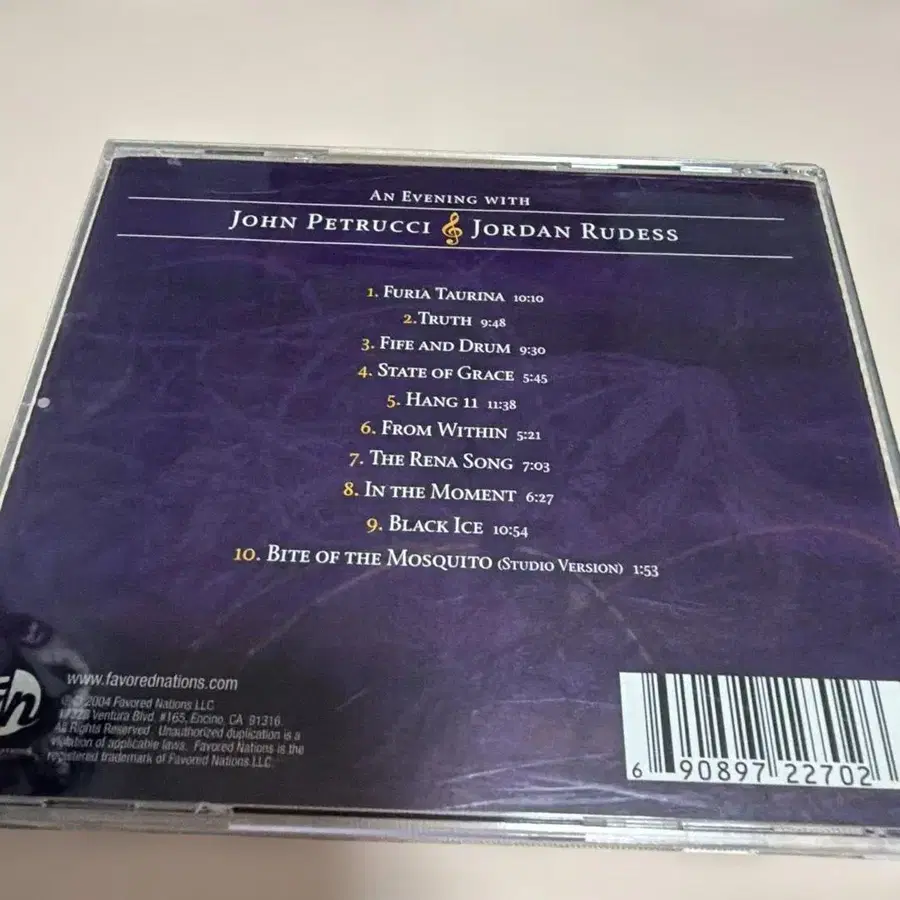 AN EVENING WITH
JOHN PETRUCCI & JORDAN RUDESS
1. FURIA TAURINA 10:10
2. TRUTH 9:48
3. FIFE AND DRUM 9:30
4. STATE OF GRACE 5:45
5. HANG 11 11:38
6. FROM WITHIN 5:21
7. THE RENA SONG 7:03
8. IN THE MOMENT 6:27
9. BLACK ICE 10:54
10. BITE OF THE MOSQUITO (STUDIO VERSION) 1:53
www.favorednations.com
℗ © 2004 Favored Nations LLC
17328 Ventura Blvd. #165, Encino, CA 91316.
All Rights Reserved. Unauthorized duplication is a
violation of applicable laws. Favored Nations is the
registered trademark of Favored Nations LLC.
6 90897 22702